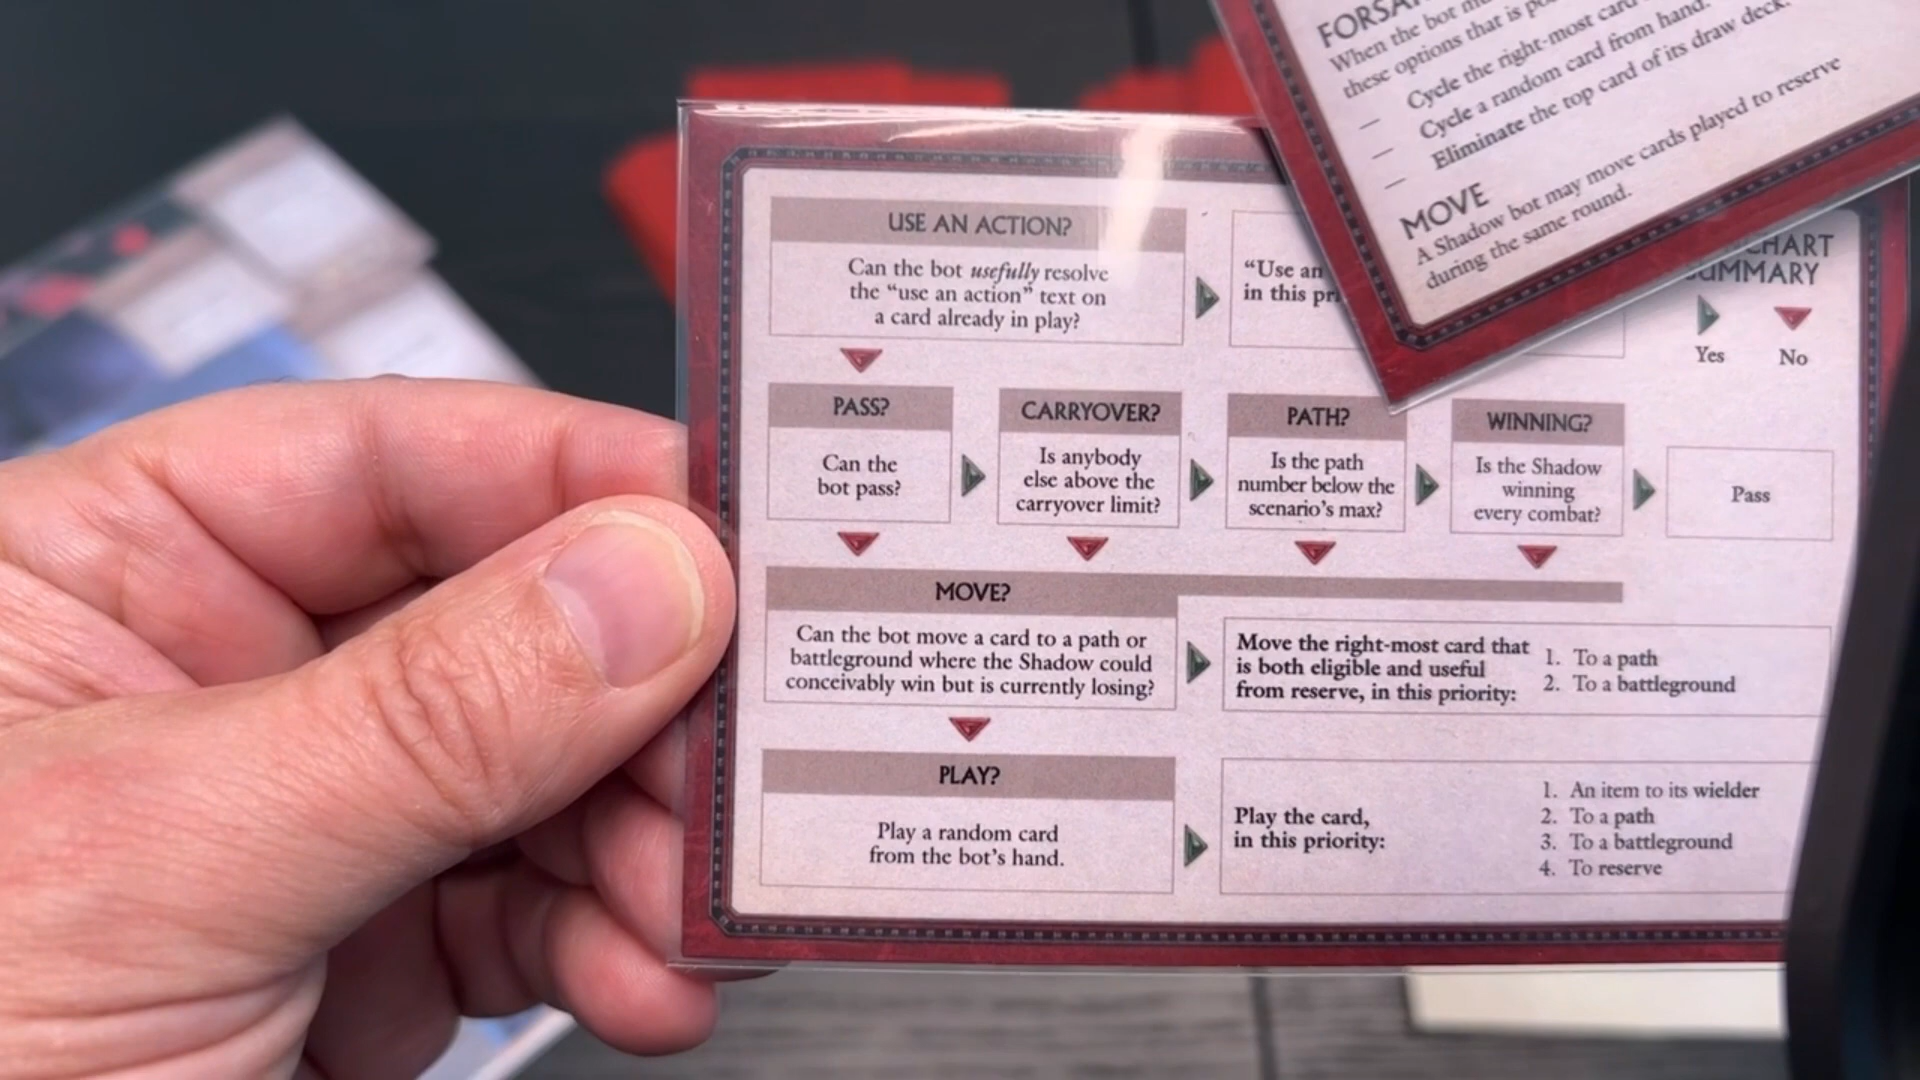 When the bot
these options that is
— Cycle the right-most card
— Cycle a random card from hand.
— Eliminate the top card of its draw deck.
MOVE
A Shadow bot may move cards played to reserve
during the same round.
USE AN ACTION?
Can the bot usefully resolve
the “use an action” text on
a card already in play?
“Use an
in this
SUMMARY
Yes
No
PASS?
Can the
bot pass?
CARRYOVER?
Is anybody
else above the
carryover limit?
PATH?
Is the path
number below the
scenario’s max?
WINNING?
Is the Shadow
winning
every combat?
Pass
MOVE?
Can the bot move a card to a path or
battleground where the Shadow could
conceivably win but is currently losing?
Move the right-most card that
is both eligible and useful
from reserve, in this priority:
1. To a path
2. To a battleground
PLAY?
Play a random card
from the bot’s hand.
Play the card,
in this priority:
1. An item to its wielder
2. To a path
3. To a battleground
4. To reserve